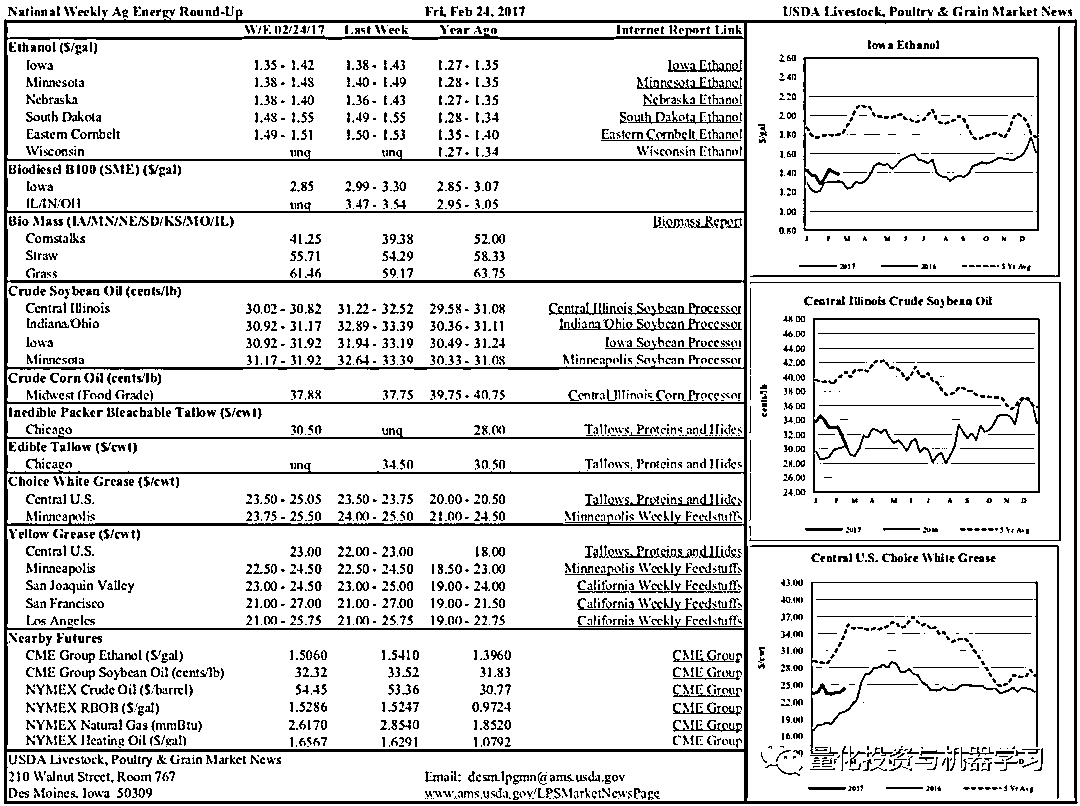 National Weekly Ag Energy Round-Up Fri, Feb 24, 2017 USDA Livestock, Poultry & Grain Market News
W/E 02/24/17 Last Week Year Ago Internet Report Link
Ethanol ($/gal)
Iowa 1.35 - 1.42 1.38 - 1.43 1.27 - 1.35 Iowa Ethanol
Minnesota 1.38 - 1.48 1.40 - 1.49 1.28 - 1.35 Minnesota Ethanol
Nebraska 1.38 - 1.40 1.36 - 1.43 1.27 - 1.35 Nebraska Ethanol
South Dakota 1.48 - 1.55 1.49 - 1.55 1.28 - 1.34 South Dakota Ethanol
Eastern Cornbelt 1.49 - 1.51 1.50 - 1.53 1.35 - 1.40 Eastern Cornbelt Ethanol
Wisconsin unq unq 1.27 - 1.34 Wisconsin Ethanol
Biodiesel B100 (SME) ($/gal)
Iowa 2.85 2.99 - 3.30 2.85 - 3.07
IL/IN/OH unq 3.47 - 3.54 2.95 - 3.05
Bio Mass (IA/MN/NE/SD/KS/MO/IL) Biomass Report
Cornstalks 41.25 39.38 52.00
Straw 55.71 54.29 58.33
Grass 61.46 59.17 63.75
Crude Soybean Oil (cents/lb)
Central Illinois 30.02 - 30.82 31.22 - 32.52 29.58 - 31.08 Central Illinois Soybean Processor
Indiana/Ohio 30.92 - 31.17 32.89 - 33.39 30.36 - 31.11 Indiana/Ohio Soybean Processor
Iowa 30.92 - 31.92 31.94 - 33.19 30.49 - 31.24 Iowa Soybean Processor
Minnesota 31.17 - 31.92 32.64 - 33.39 30.33 - 31.08 Minneapolis Soybean Processor
Crude Corn Oil (cents/lb)
Midwest (Food Grade) 37.88 37.75 39.75 - 40.75 Central Illinois Corn Processor
Inedible Packer Bleachable Tallow ($/cwt)
Chicago 30.50 unq 28.00 Tallows, Proteins and Hides
Edible Tallow ($/cwt)
Chicago unq 34.50 30.50 Tallows, Proteins and Hides
Choice White Grease ($/cwt)
Central U.S. 23.50 - 25.05 23.50 - 23.75 20.00 - 20.50 Tallows, Proteins and Hides
Minneapolis 23.75 - 25.50 24.00 - 25.50 21.00 - 24.50 Minneapolis Weekly Feedstuffs
Yellow Grease ($/cwt)
Central U.S. 23.00 22.00 - 23.00 18.00 Tallows, Proteins and Hides
Minneapolis 22.50 - 24.50 22.50 - 24.50 18.50 - 23.00 Minneapolis Weekly Feedstuffs
San Joaquin Valley 23.00 - 24.50 23.00 - 25.00 19.00 - 24.00 California Weekly Feedstuffs
San Francisco 21.00 - 27.00 21.00 - 27.00 19.00 - 21.50 California Weekly Feedstuffs
Los Angeles 21.00 - 25.75 21.00 - 25.75 19.00 - 22.75 California Weekly Feedstuffs
Nearby Futures
CME Group Ethanol ($/gal) 1.5060 1.5410 1.3960 CME Group
CME Group Soybean Oil (cents/lb) 32.32 33.52 31.83 CME Group
NYMEX Crude Oil ($/barrel) 54.45 53.36 30.77 CME Group
NYMEX RBOB ($/gal) 1.5286 1.5247 0.9724 CME Group
NYMEX Natural Gas (mmBtu) 2.6170 2.8540 1.8520 CME Group
NYMEX Heating Oil ($/gal) 1.6567 1.6291 1.0792 CME Group
USDA Livestock, Poultry & Grain Market News
210 Walnut Street, Room 767 Email: desm.lpgmn@ams.usda.gov
Des Moines, Iowa 50309 www.ams.usda.gov/LPSMarketNewsPage
Iowa Ethanol
$/gal
2.60
2.40
2.20
2.00
1.80
1.60
1.40
1.20
1.00
0.80
J F M A M J J A S O N D
2017 2016 5 Yr Avg
Central Illinois Crude Soybean Oil
cents/lb
48.00
46.00
44.00
42.00
40.00
38.00
36.00
34.00
32.00
30.00
28.00
26.00
24.00
J F M A M J J A S O N D
2017 2016 5 Yr Avg
Central U.S. Choice White Grease
$/cwt
43.00
40.00
37.00
34.00
31.00
28.00
25.00
22.00
19.00
16.00
2017 2016 5 Yr Avg
量化投资与机器学习